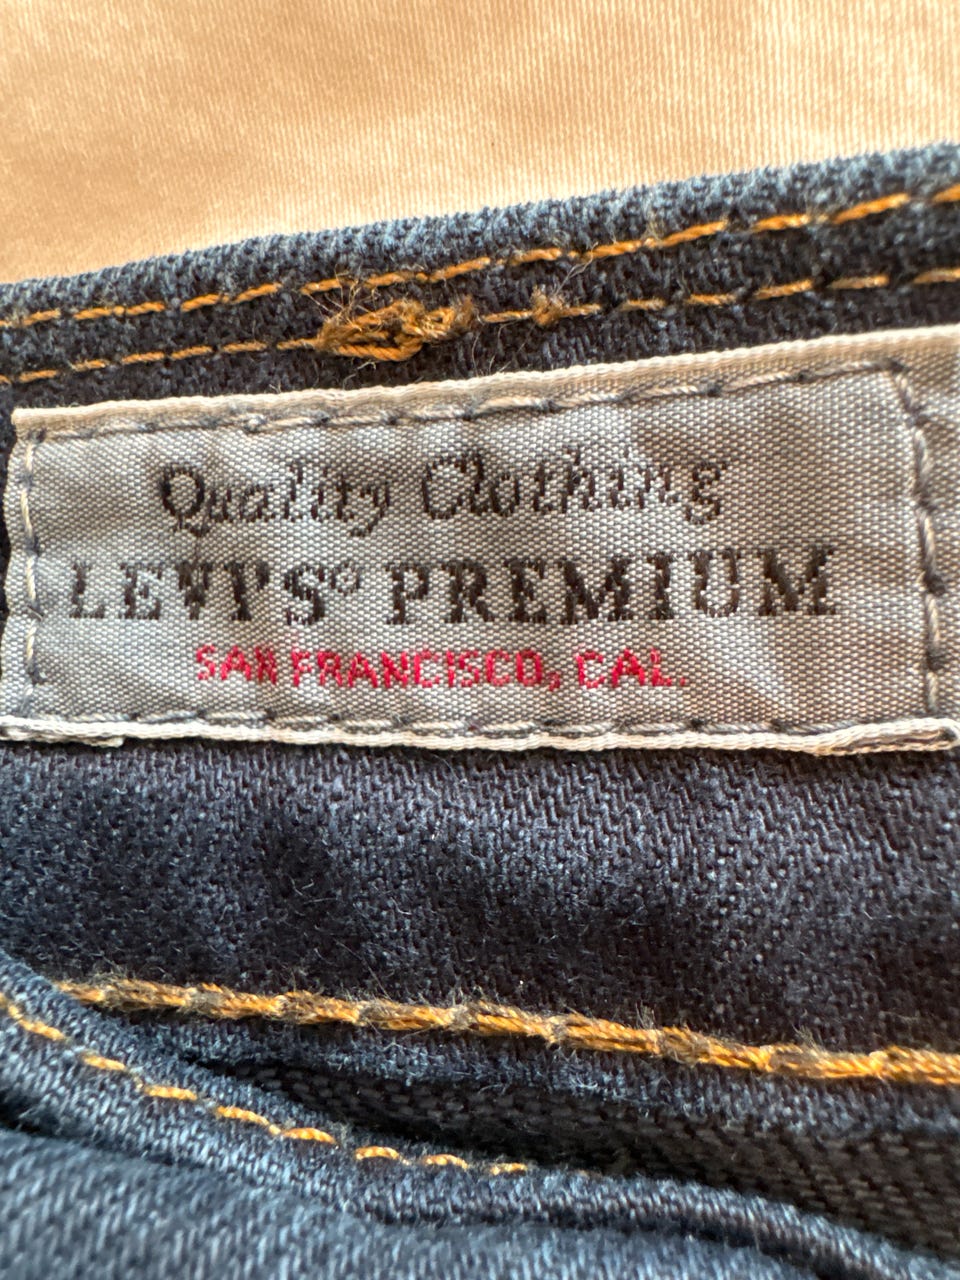 Quality Clothing
LEVI'S® PREMIUM
SAN FRANCISCO, CAL.